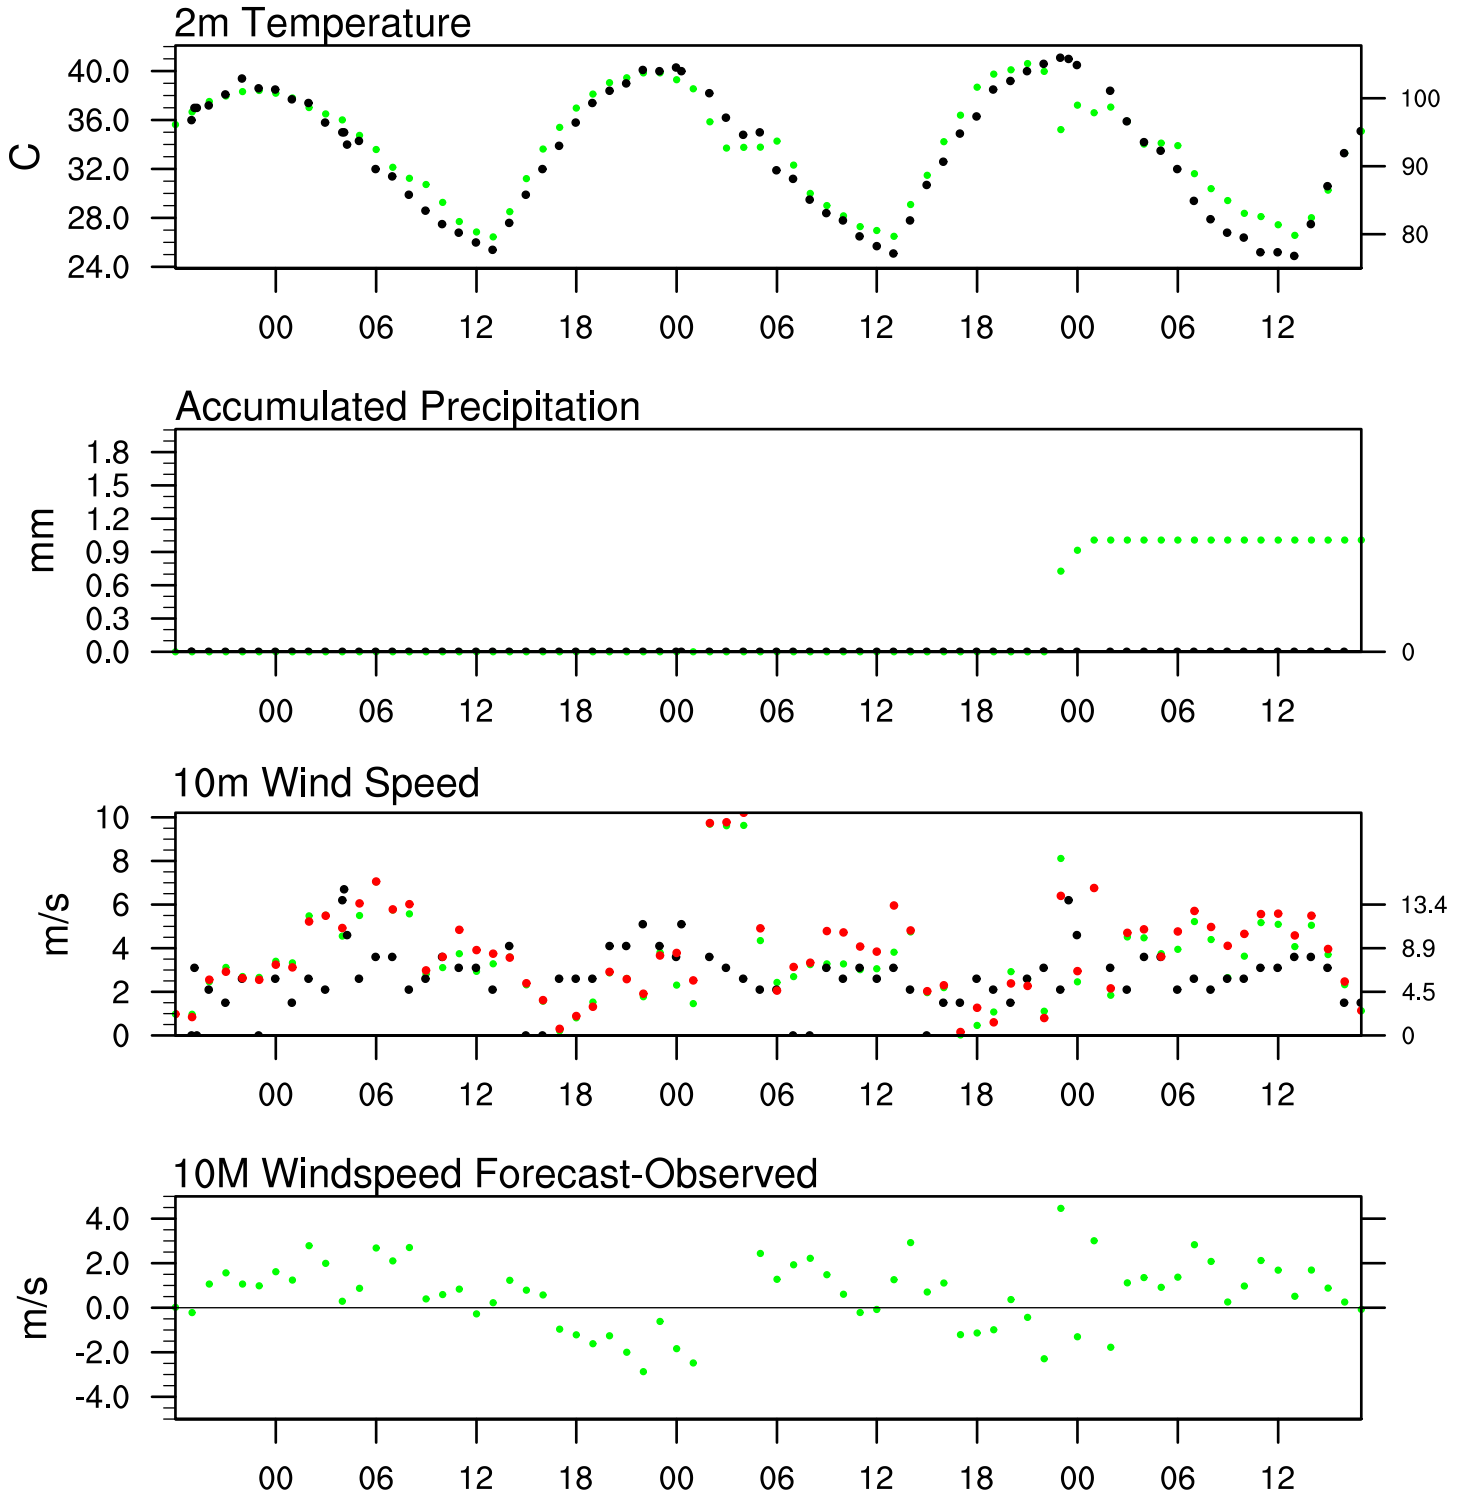 2m Temperature
40.0
36.0
32.0
28.0
24.0
C
100
90
80
00 06 12 18 00 06 12 18 00 06 12
Accumulated Precipitation
1.8
1.5
1.2
0.9
0.6
0.3
0.0
mm
0
00 06 12 18 00 06 12 18 00 06 12
10m Wind Speed
10
8
6
4
2
0
m/s
13.4
8.9
4.5
0
00 06 12 18 00 06 12 18 00 06 12
10M Windspeed Forecast-Observed
4.0
2.0
0.0
-2.0
-4.0
m/s
00 06 12 18 00 06 12 18 00 06 12